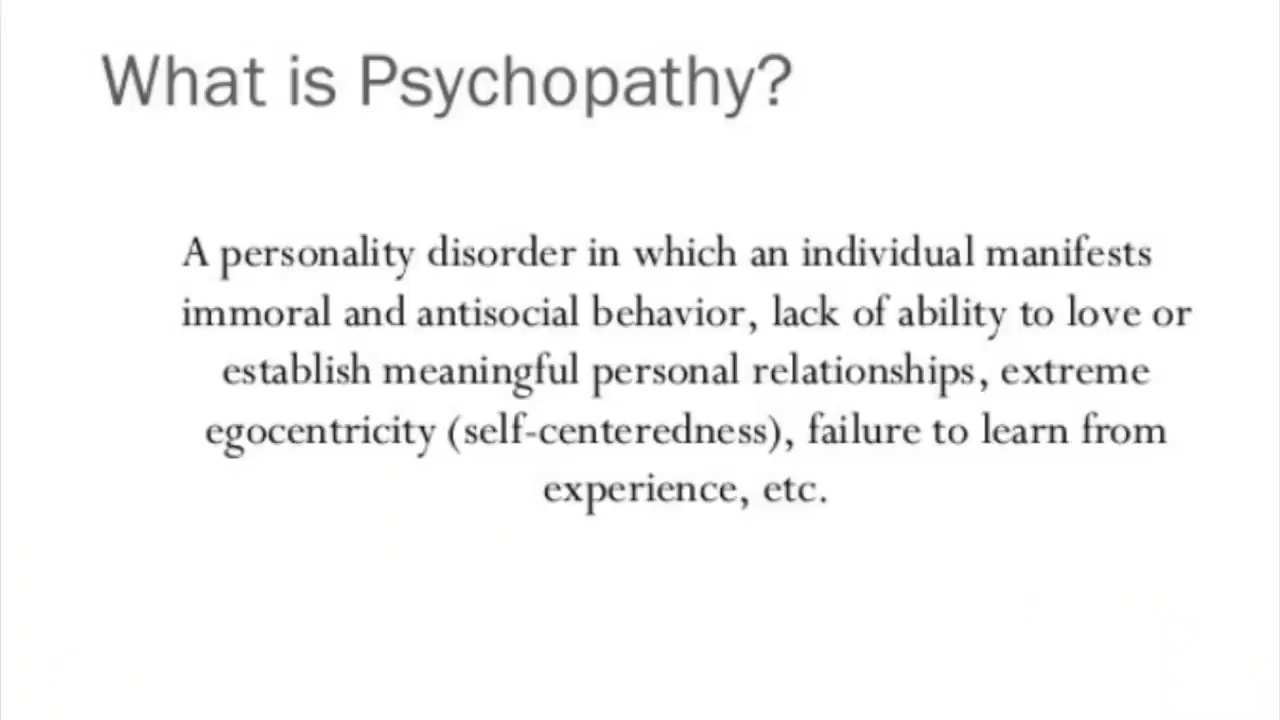 What is Psychopathy?
A personality disorder in which an individual manifests
immoral and antisocial behavior, lack of ability to love or
establish meaningful personal relationships, extreme
egocentricity (self-centeredness), failure to learn from
experience, etc.